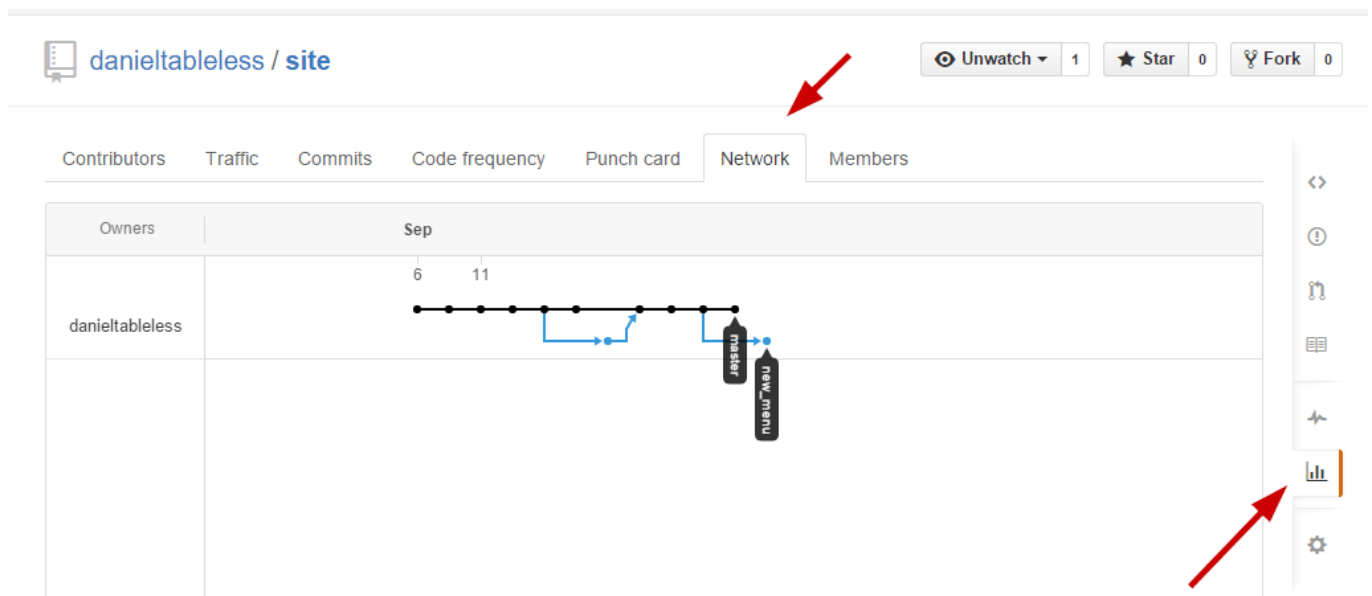 danieltableless / site
Unwatch 1 Star 0 Fork 0
Contributors Traffic Commits Code frequency Punch card Network Members
Owners Sep
6 11
danieltableless
master
new_menu